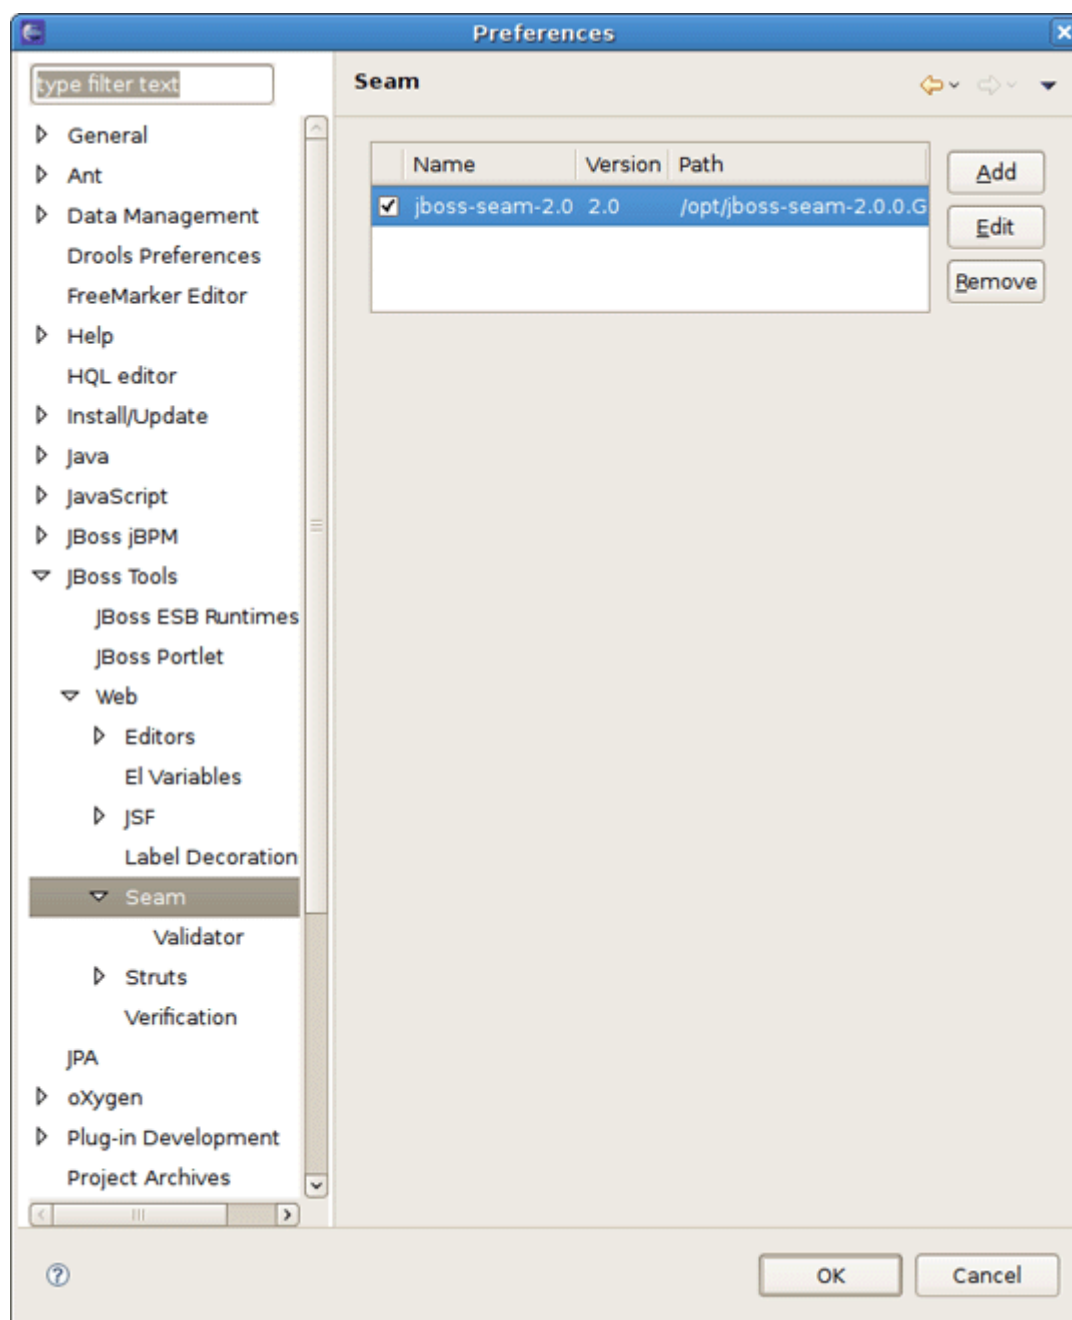 Preferences
type filter text
Seam
General
Ant
Data Management
Drools Preferences
FreeMarker Editor
Help
HQL editor
Install/Update
Java
JavaScript
JBoss jBPM
JBoss Tools
JBoss ESB Runtimes
JBoss Portlet
Web
Editors
El Variables
JSF
Label Decoration
Seam
Validator
Struts
Verification
JPA
oXygen
Plug-in Development
Project Archives
Name Version Path
jboss-seam-2.0 2.0 /opt/jboss-seam-2.0.0.G
Add
Edit
Remove
OK Cancel